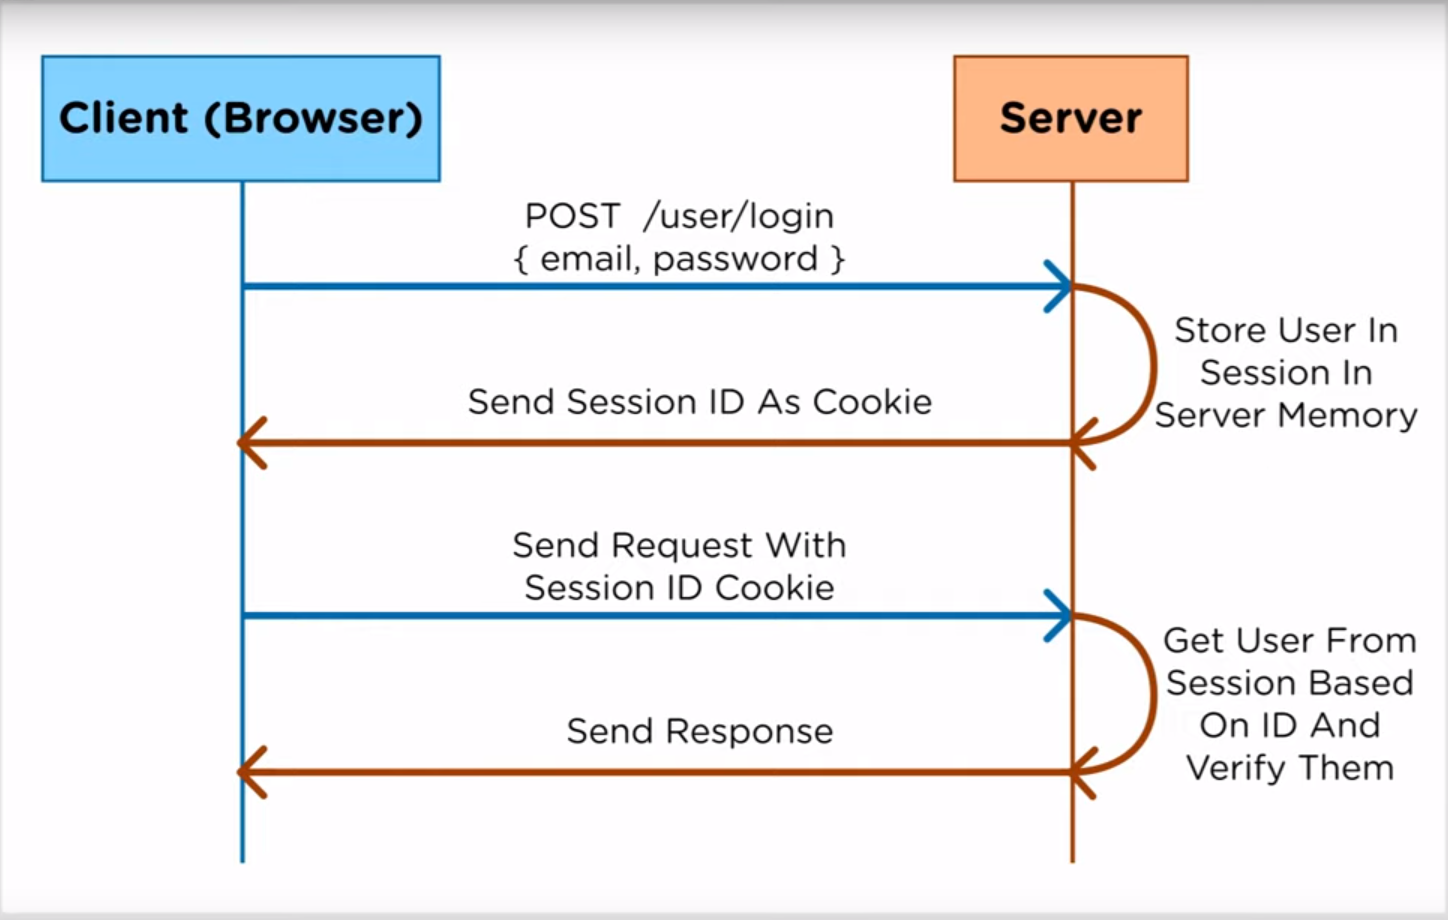 Client (Browser)
Server
POST /user/login
{ email, password }
Store User In
Session In
Server Memory
Send Session ID As Cookie
Send Request With
Session ID Cookie
Get User From
Session Based
On ID And
Verify Them
Send Response